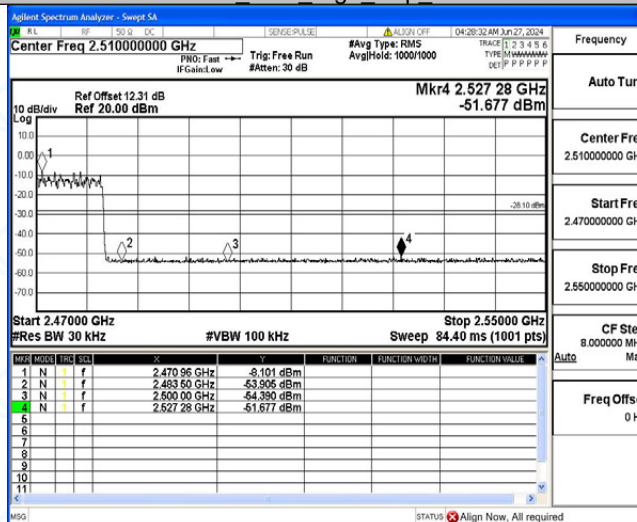 Agilent Spectrum Analyzer - Swept SA
RL RF 50 Ω DC SENSE:PULSE ALIGN OFF 04:28:32 AM Jun 27, 2024
Center Freq 2.510000000 GHz
PNO: Fast
IFGain:Low
Trig: Free Run
#Atten: 30 dB
#Avg Type: RMS
Avg|Hold: 1000/1000
TRACE 1 2 3 4 5 6
TYPE
DET P P P P P P
Ref Offset 12.31 dB
10 dB/div Ref 20.00 dBm
Log
Mkr4 2.527 28 GHz
-51.677 dBm
10.0
0.00
-10.0
-20.0
-30.0
-40.0
-50.0
-60.0
-70.0
1
2
3
4
-28.10 dBm
Start 2.47000 GHz Stop 2.55000 GHz
#Res BW 30 kHz #VBW 100 kHz Sweep 84.40 ms (1001 pts)
MKR MODE TRC SCL X Y FUNCTION FUNCTION WIDTH FUNCTION VALUE
1 N 1 f 2.470 96 GHz -8.101 dBm
2 N 1 f 2.483 50 GHz -53.905 dBm
3 N 1 f 2.500 00 GHz -54.390 dBm
4 N 1 f 2.527 28 GHz -51.677 dBm
5
6
7
8
9
10
11
MSG STATUS Align Now, All required
Frequency
Auto Tun
Center Fre
2.510000000 GH
Start Fre
2.470000000 GH
Stop Fre
2.550000000 GH
CF Ste
8.000000 MH
Auto Ma
Freq Offs
0 H